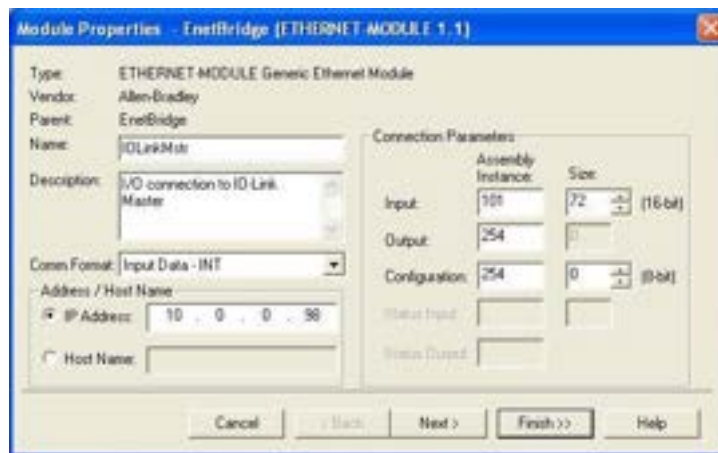 Module Properties - EnetBridge (ETHERNET-MODULE 1.1)
Type: ETHERNET-MODULE Generic Ethernet Module
Vendor: Allen-Bradley
Parent: EnetBridge
Name: IOLinkMstr
Description: I/O connection to IO-Link
Master
Comm Format: Input Data - INT
Address / Host Name
IP Address: 10 . 0 . 0 . 98
Host Name:
Connection Parameters
Assembly
Instance: Size:
Input: 101 72 (16-bit)
Output: 254 0
Configuration: 254 0 (8-bit)
Status Input:
Status Output:
Cancel < Back Next > Finish >> Help